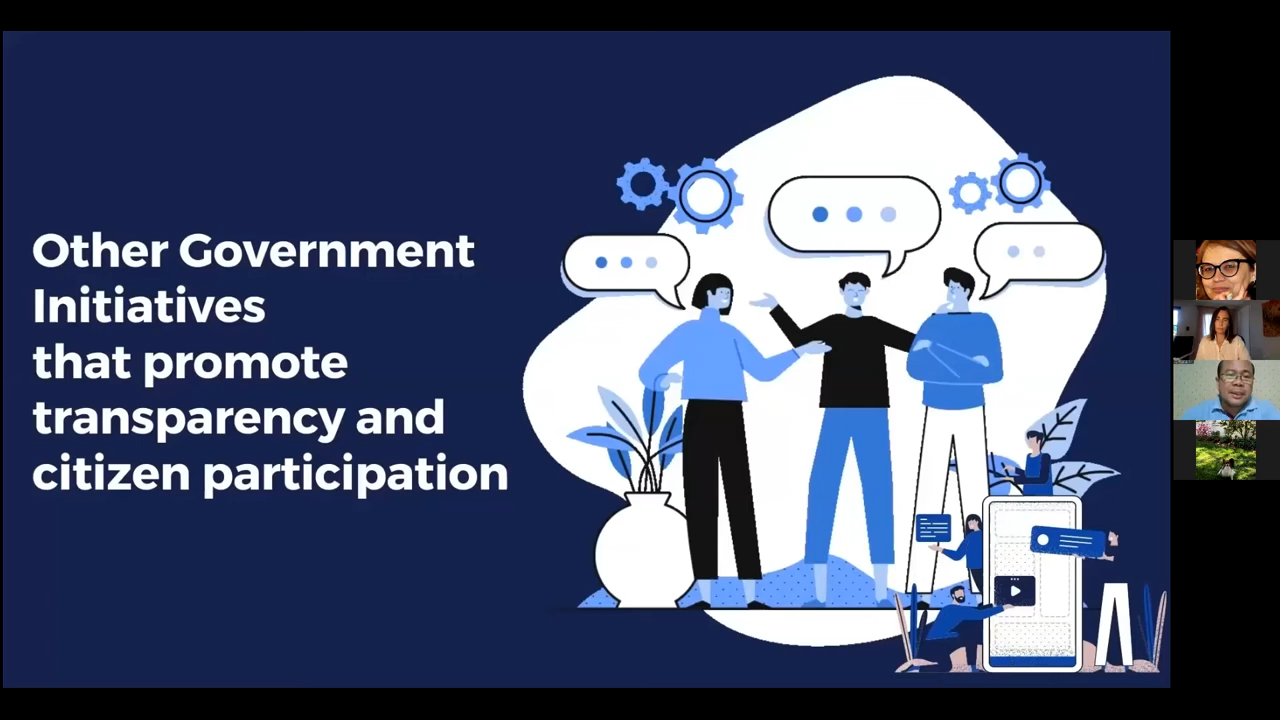 Other Government
Initiatives
that promote
transparency and
citizen participation